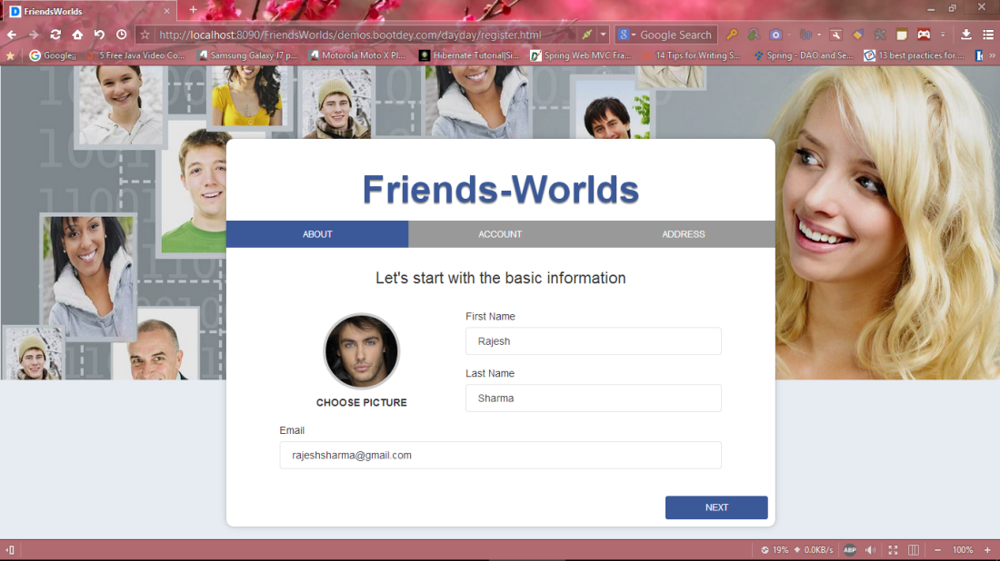 FriendsWorlds
http://localhost:8090/FriendsWorlds/demos.bootdey.com/dayday/register.html
Google Search
Google;;
5 Free Java Video Co...
Samsung Galaxy J7 p...
Motorola Moto X Pl...
Hibernate Tutorial|Si...
Spring Web MVC Fra...
14 Tips for Writing S...
Spring - DAO and Se...
13 best practices for ...
Friends-Worlds
ABOUT ACCOUNT ADDRESS
Let's start with the basic information
First Name
Rajesh
Last Name
Sharma
CHOOSE PICTURE
Email
rajeshsharma@gmail.com
NEXT
19% 0.0KB/s ABP 100%